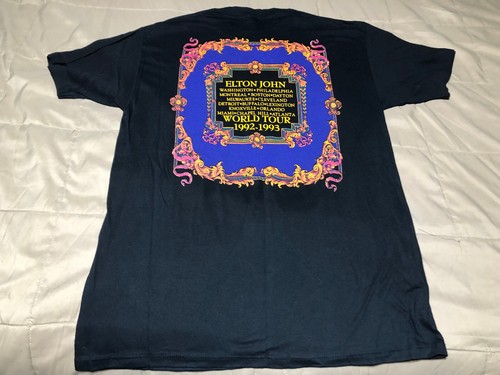 ELTON JOHN
WASHINGTON•PHILADELPHIA
MONTREAL•BOSTON•DAYTON
CLEVELAND
DETROIT•BUFFALO•LEXINGTON
KNOXVILLE•ORLANDO
MIAMI•CHAPEL HILL•ATLANTA
WORLD TOUR
1992-1993